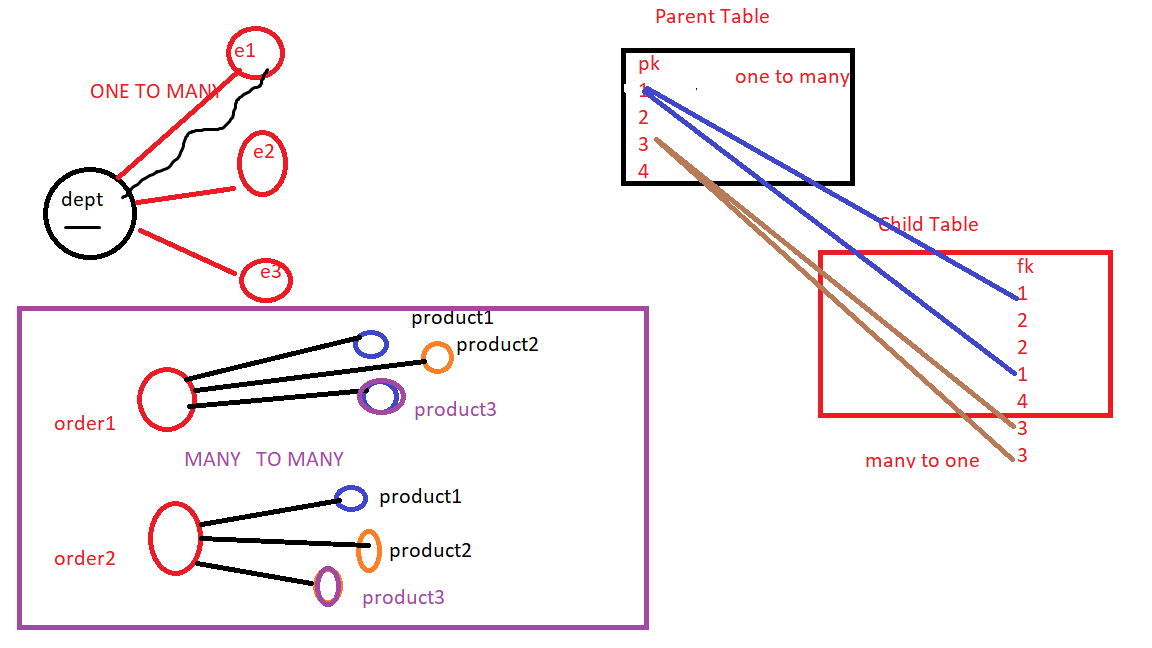 e1
ONE TO MANY
e2
dept
e3
Parent Table
pk
one to many
1
2
3
4
Child Table
fk
1
2
2
1
4
3
3
many to one
product1
product2
product3
order1
MANY TO MANY
product1
product2
order2
product3